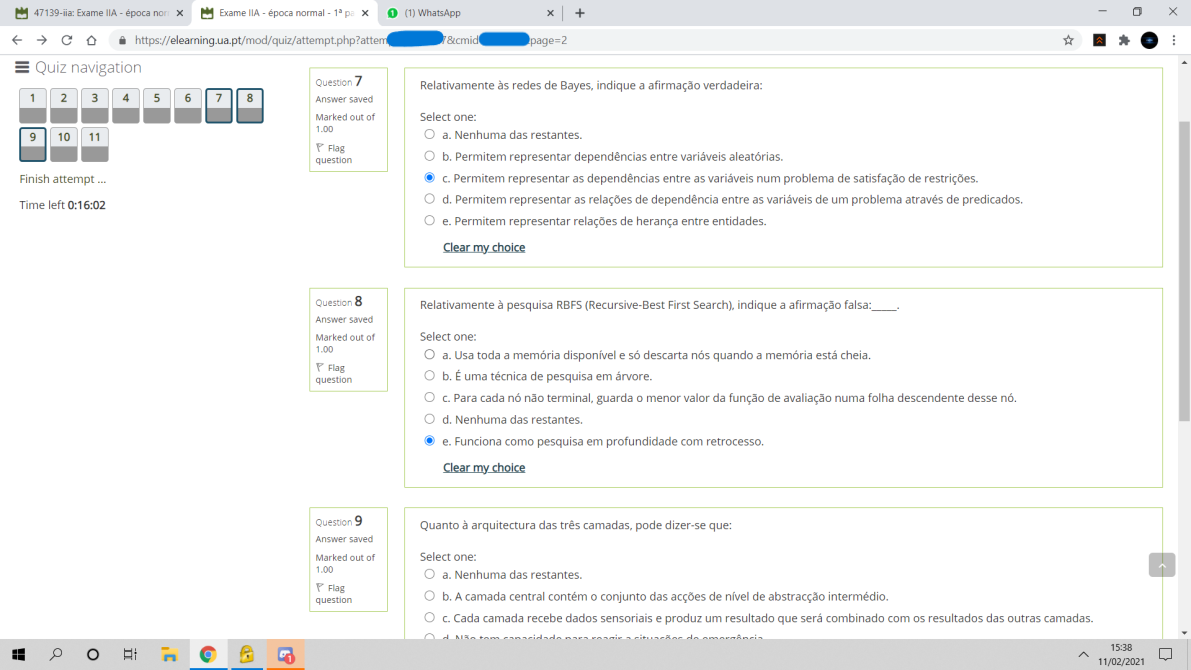 47139-iia: Exame IIA - época nor
Exame IIA - época normal - 1ª pa
(1) WhatsApp
https://elearning.ua.pt/mod/quiz/attempt.php?attem 7&cmid page=2
Quiz navigation
1 2 3 4 5 6 7 8
9 10 11
Finish attempt ...
Time left 0:16:02
Question 7
Answer saved
Marked out of
1.00
Flag
question
Relativamente às redes de Bayes, indique a afirmação verdadeira:
Select one:
a. Nenhuma das restantes.
b. Permitem representar dependências entre variáveis aleatórias.
c. Permitem representar as dependências entre as variáveis num problema de satisfação de restrições.
d. Permitem representar as relações de dependência entre as variáveis de um problema através de predicados.
e. Permitem representar relações de herança entre entidades.
Clear my choice
Question 8
Answer saved
Marked out of
1.00
Flag
question
Relativamente à pesquisa RBFS (Recursive-Best First Search), indique a afirmação falsa:_____.
Select one:
a. Usa toda a memória disponível e só descarta nós quando a memória está cheia.
b. É uma técnica de pesquisa em árvore.
c. Para cada nó não terminal, guarda o menor valor da função de avaliação numa folha descendente desse nó.
d. Nenhuma das restantes.
e. Funciona como pesquisa em profundidade com retrocesso.
Clear my choice
Question 9
Answer saved
Marked out of
1.00
Flag
question
Quanto à arquitectura das três camadas, pode dizer-se que:
Select one:
a. Nenhuma das restantes.
b. A camada central contém o conjunto das acções de nível de abstracção intermédio.
c. Cada camada recebe dados sensoriais e produz um resultado que será combinado com os resultados das outras camadas.
d. Não tem capacidade para reagir a situações de emergência.
15:38
11/02/2021